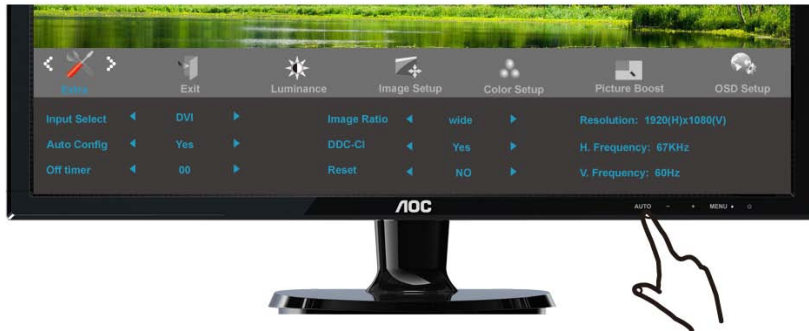 Extra Exit Luminance Image Setup Color Setup Picture Boost OSD Setup
Input Select DVI Image Ratio wide Resolution: 1920(H)x1080(V)
Auto Config Yes DDC-CI Yes H. Frequency: 67KHz
Off timer 00 Reset NO V. Frequency: 60Hz
AOC
AUTO - + MENU